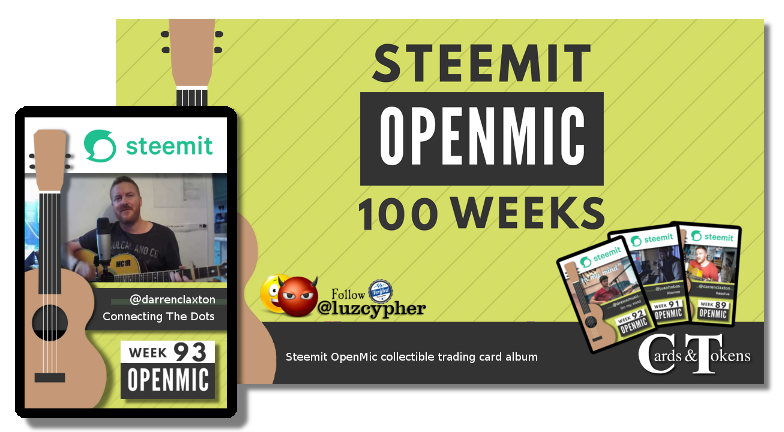 STEEMIT
OPENMIC
100 WEEKS
steemit
@darrenclaxton
Connecting The Dots
WEEK 93
OPENMIC
Follow
@luzcypher
Steemit OpenMic collectible trading card album
steemit
WEEK 92
OPENMIC
steemit
WEEK 91
OPENMIC
steemit
WEEK 89
OPENMIC
Cards & Tokens